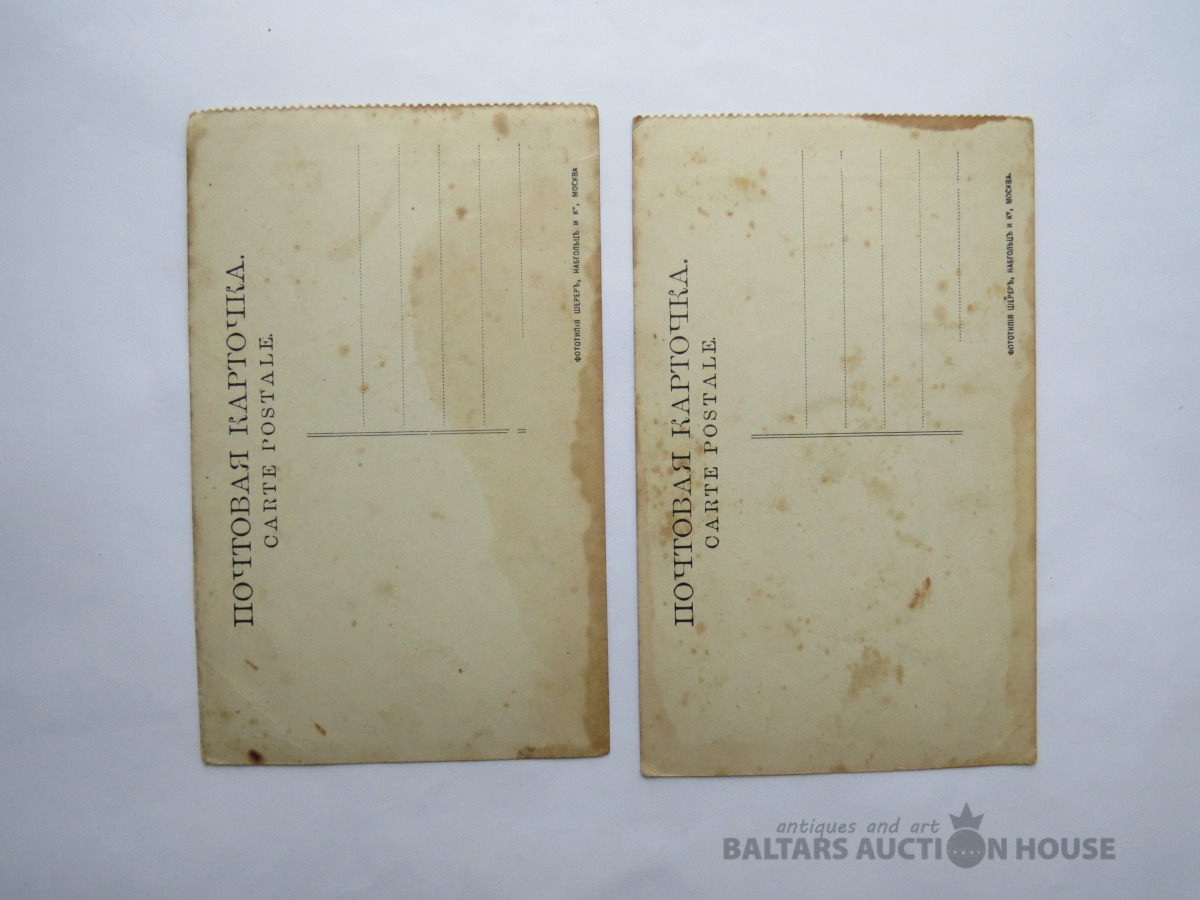 ПОЧТОВАЯ КАРТОЧКА.
CARTE POSTALE.
ФОТОТИПІЯ ШЕРЕРЪ, НАБГОЛЬЦЪ И Кº, МОСКВА
ПОЧТОВАЯ КАРТОЧКА.
CARTE POSTALE.
ФОТОТИПІЯ ШЕРЕРЪ, НАБГОЛЬЦЪ И Кº, МОСКВА.
antiques and art
BALTARS AUCTION HOUSE